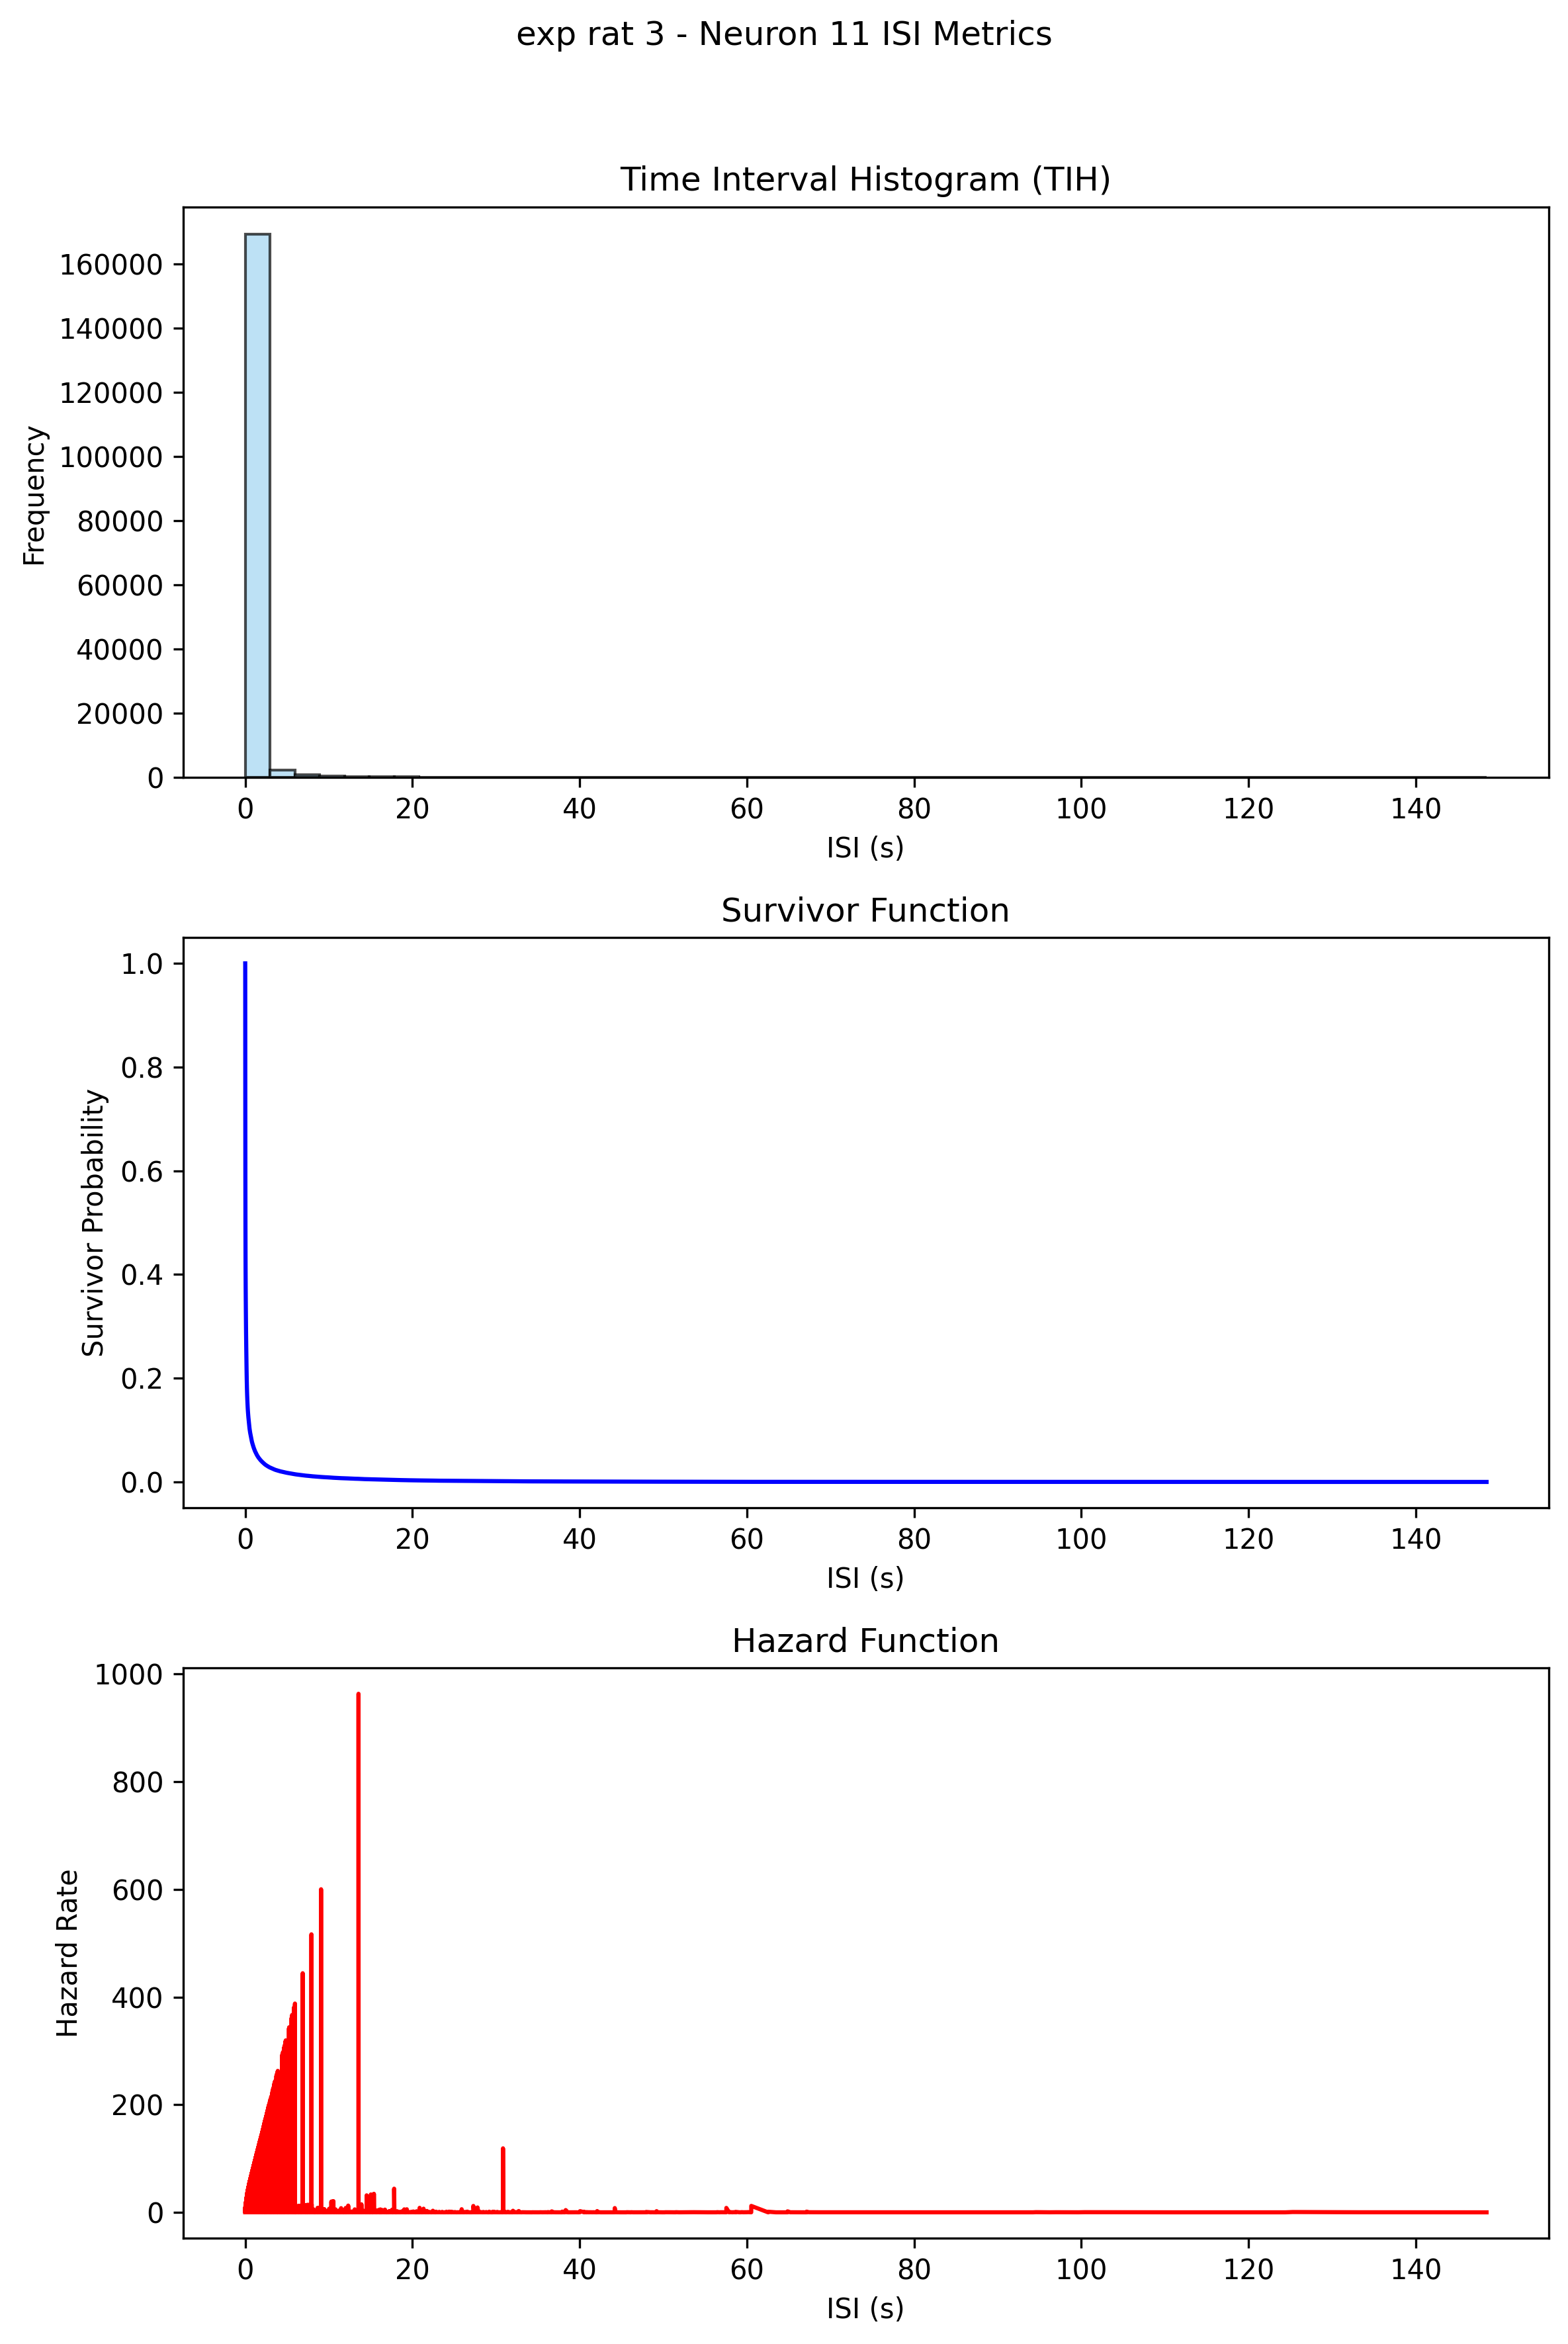 exp rat 3 - Neuron 11 ISI Metrics
Time Interval Histogram (TIH)
Frequency
160000
140000
120000
100000
80000
60000
40000
20000
0
0 20 40 60 80 100 120 140
ISI (s)
Survivor Function
Survivor Probability
1.0
0.8
0.6
0.4
0.2
0.0
0 20 40 60 80 100 120 140
ISI (s)
Hazard Function
Hazard Rate
1000
800
600
400
200
0
0 20 40 60 80 100 120 140
ISI (s)